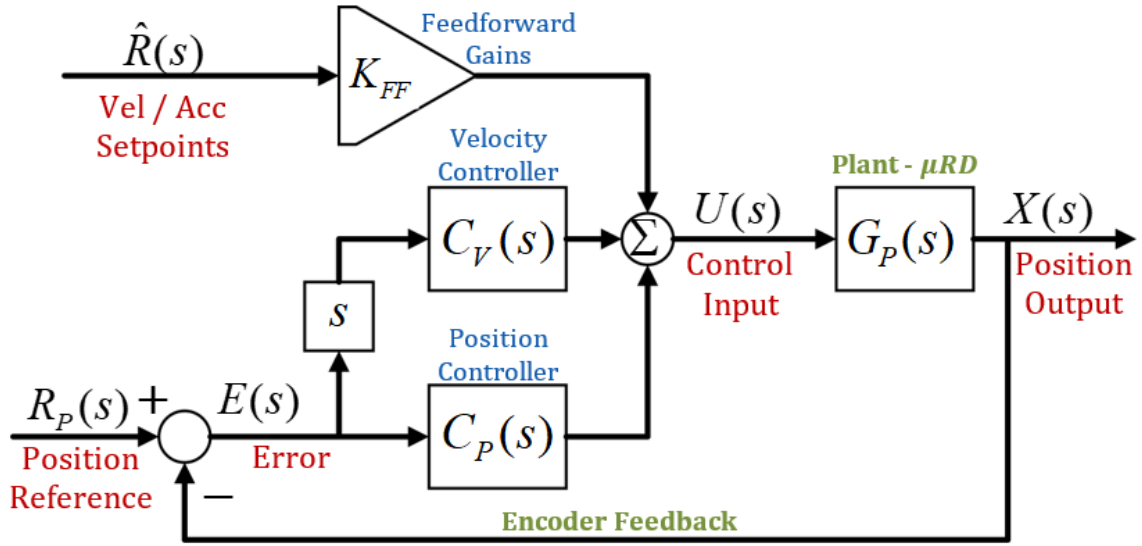 Feedforward
Gains
R̂(s)
K_FF
Vel / Acc
Setpoints
Velocity
Controller
C_V(s)
Σ
U(s)
Control
Input
Plant - μRD
G_P(s)
X(s)
Position
Output
s
Position
Controller
C_P(s)
R_P(s)
+
Position
Reference
−
E(s)
Error
Encoder Feedback